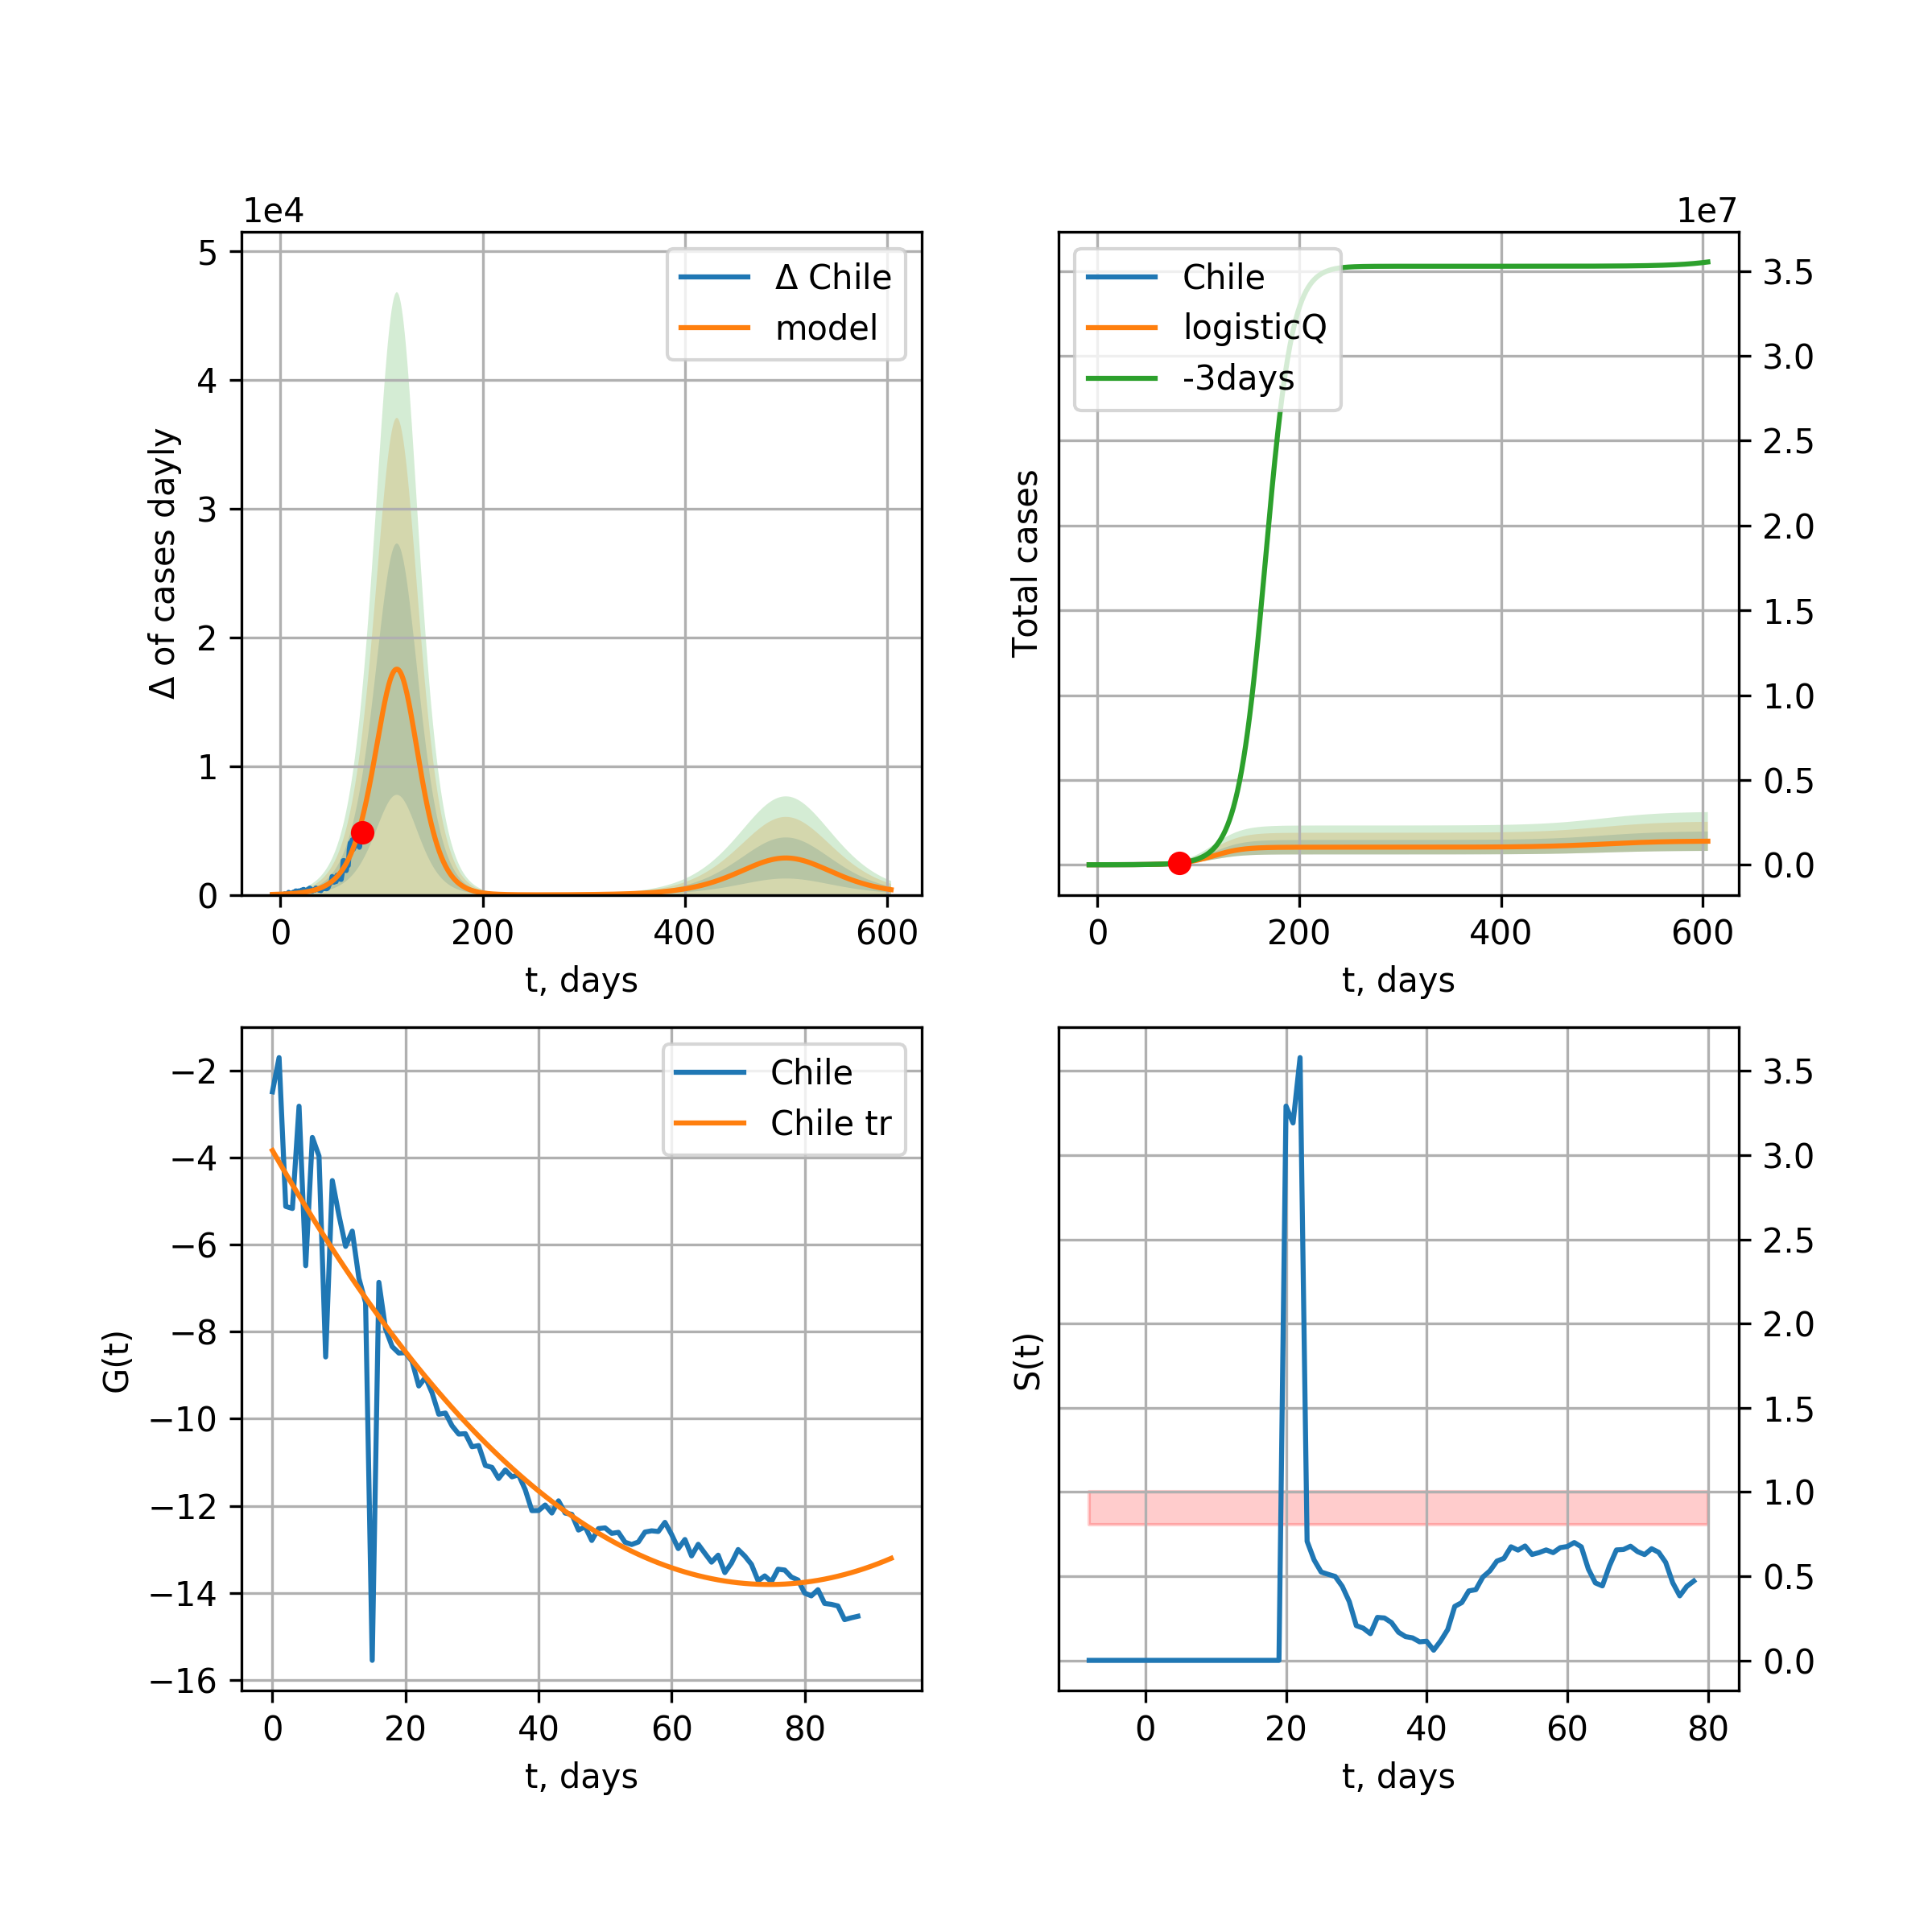 1e4
5
4
3
2
1
0
Δ of cases dayly
0 200 400 600
t, days
Δ Chile
model
1e7
3.5
3.0
2.5
2.0
1.5
1.0
0.5
0.0
Total cases
0 200 400 600
t, days
Chile
logisticQ
-3days
−2
−4
−6
−8
−10
−12
−14
−16
G(t)
0 20 40 60 80
t, days
Chile
Chile tr
3.5
3.0
2.5
2.0
1.5
1.0
0.5
0.0
S(t)
0 20 40 60 80
t, days